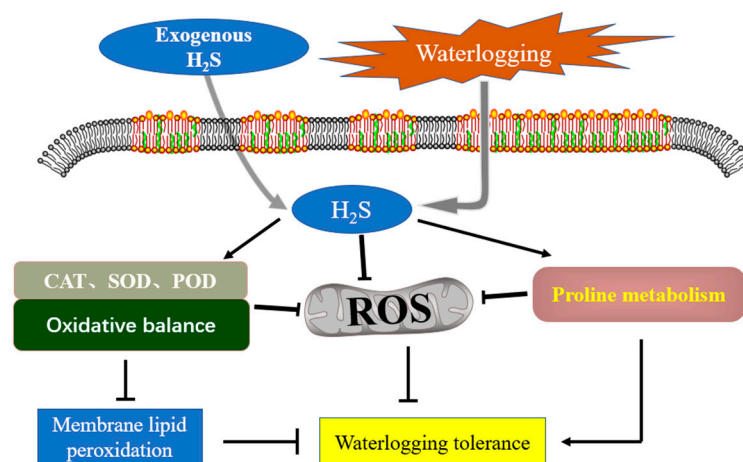 Exogenous
H₂S
Waterlogging
H₂S
CAT、SOD、POD
Oxidative balance
ROS
Proline metabolism
Membrane lipid
peroxidation
Waterlogging tolerance